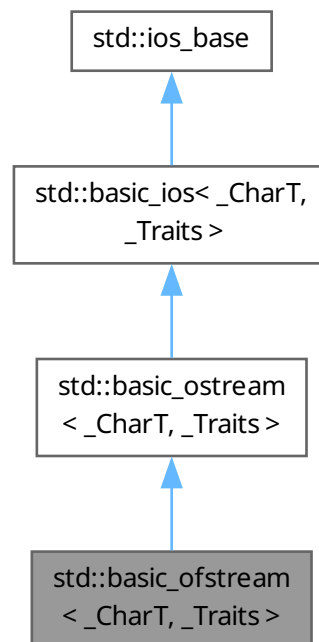 std::ios_base
std::basic_ios< _CharT,
_Traits >
std::basic_ostream
< _CharT, _Traits >
std::basic_ofstream
< _CharT, _Traits >